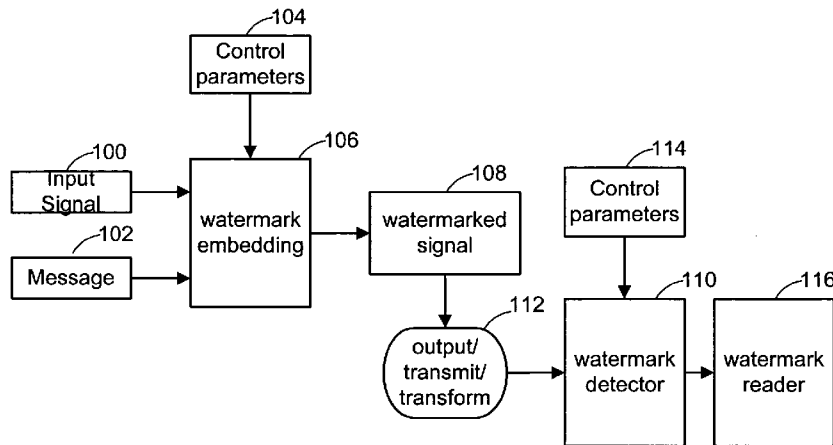 104
Control
parameters
106
100
Input
Signal
102
Message
watermark
embedding
108
watermarked
signal
114
Control
parameters
112
output/
transmit/
transform
110
watermark
detector
116
watermark
reader